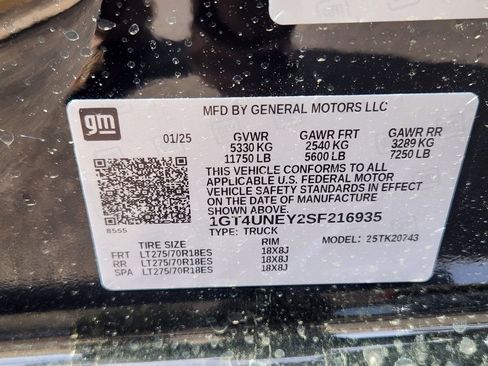 MFD BY GENERAL MOTORS LLC
gm
01/25
GVWR GAWR FRT GAWR RR
5330 KG 2540 KG 3289 KG
11750 LB 5600 LB 7250 LB
THIS VEHICLE CONFORMS TO ALL
APPLICABLE U.S. FEDERAL MOTOR
VEHICLE SAFETY STANDARDS IN EFFECT
ON THE DATE OF MANUFACTURE
SHOWN ABOVE.
8555
1GT4UNEY2SF216935
TYPE: TRUCK
MODEL: 25TK20743
TIRE SIZE RIM
FRT LT275/70R18ES 18X8J
RR LT275/70R18ES 18X8J
SPA LT275/70R18ES 18X8J